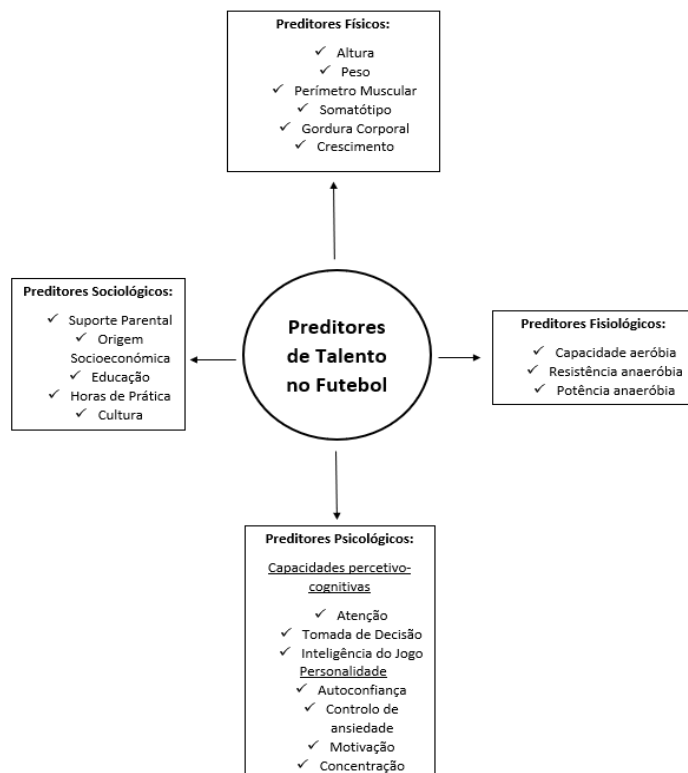 Preditores Físicos:
✓ Altura
✓ Peso
✓ Perímetro Muscular
✓ Somatótipo
✓ Gordura Corporal
✓ Crescimento
Preditores Sociológicos:
✓ Suporte Parental
✓ Origem
Socioeconómica
✓ Educação
✓ Horas de Prática
✓ Cultura
Preditores
de Talento
no Futebol
Preditores Fisiológicos:
✓ Capacidade aeróbia
✓ Resistência anaeróbia
✓ Potência anaeróbia
Preditores Psicológicos:
Capacidades percetivo-
cognitivas
✓ Atenção
✓ Tomada de Decisão
✓ Inteligência do Jogo
Personalidade
✓ Autoconfiança
✓ Controlo de
ansiedade
✓ Motivação
✓ Concentração